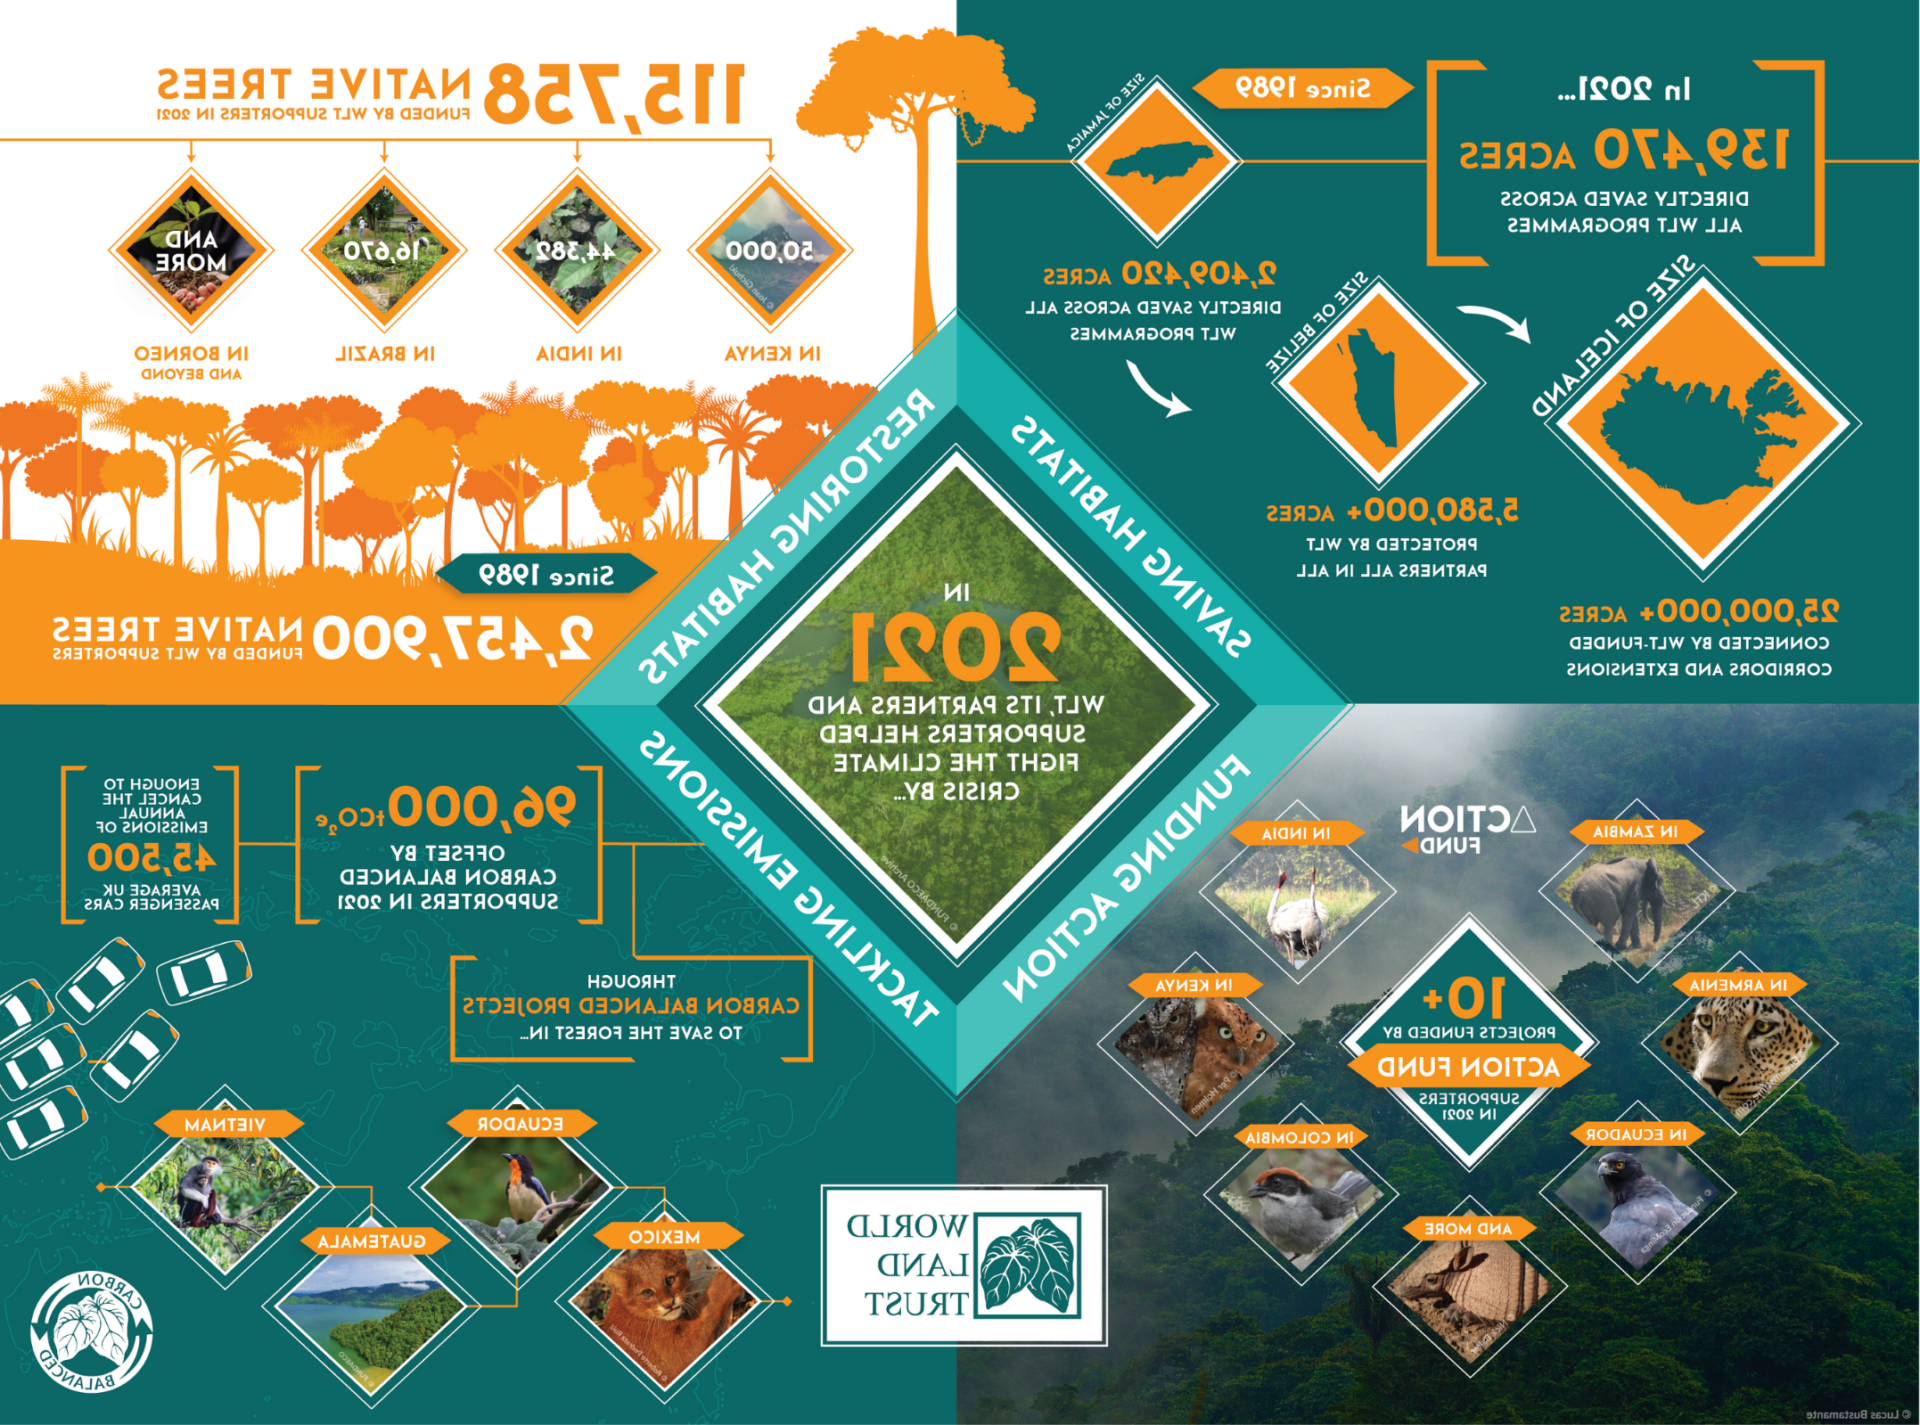 In 2021...
139,470 ACRES
DIRECTLY SAVED ACROSS
ALL WLT PROGRAMMES
Since 1989
SIZE OF JAMAICA
2,409,420 ACRES
DIRECTLY SAVED ACROSS ALL
WLT PROGRAMMES
SIZE OF BELIZE
5,580,000+ ACRES
PROTECTED BY WLT
PARTNERS ALL IN ALL
SIZE OF ICELAND
25,000,000+ ACRES
CONNECTED BY WLT-FUNDED
CORRIDORS AND EXTENSIONS
115,758 NATIVE TREES
FUNDED BY WLT SUPPORTERS IN 2021
50,000
IN KENYA
44,382
IN INDIA
16,670
IN BRAZIL
AND
MORE
IN BORNEO
AND BEYOND
Since 1989
2,457,900 NATIVE TREES
FUNDED BY WLT SUPPORTERS
SAVING HABITATS
RESTORING HABITATS
FUNDING ACTION
TACKLING EMISSIONS
IN
2021
WLT, ITS PARTNERS AND
SUPPORTERS HELPED
FIGHT THE CLIMATE
CRISIS BY...
© FUNDAECO Archive
ACTION
FUND
IN ZAMBIA
IN INDIA
IN ARMENIA
IN KENYA
10+
PROJECTS FUNDED BY
ACTION FUND
SUPPORTERS
IN 2021
IN ECUADOR
IN COLOMBIA
AND MORE
© Lucas Bustamante
96,000tCO₂e
OFFSET BY
CARBON BALANCED
SUPPORTERS IN 2021
ENOUGH TO
CANCEL THE
ANNUAL
EMISSIONS OF
45,500
AVERAGE UK
PASSENGER CARS
THROUGH
CARBON BALANCED PROJECTS
TO SAVE THE FOREST IN...
MEXICO
ECUADOR
GUATEMALA
© FUNDAECO
VIETNAM
WORLD
LAND
TRUST
CARBON
BALANCED